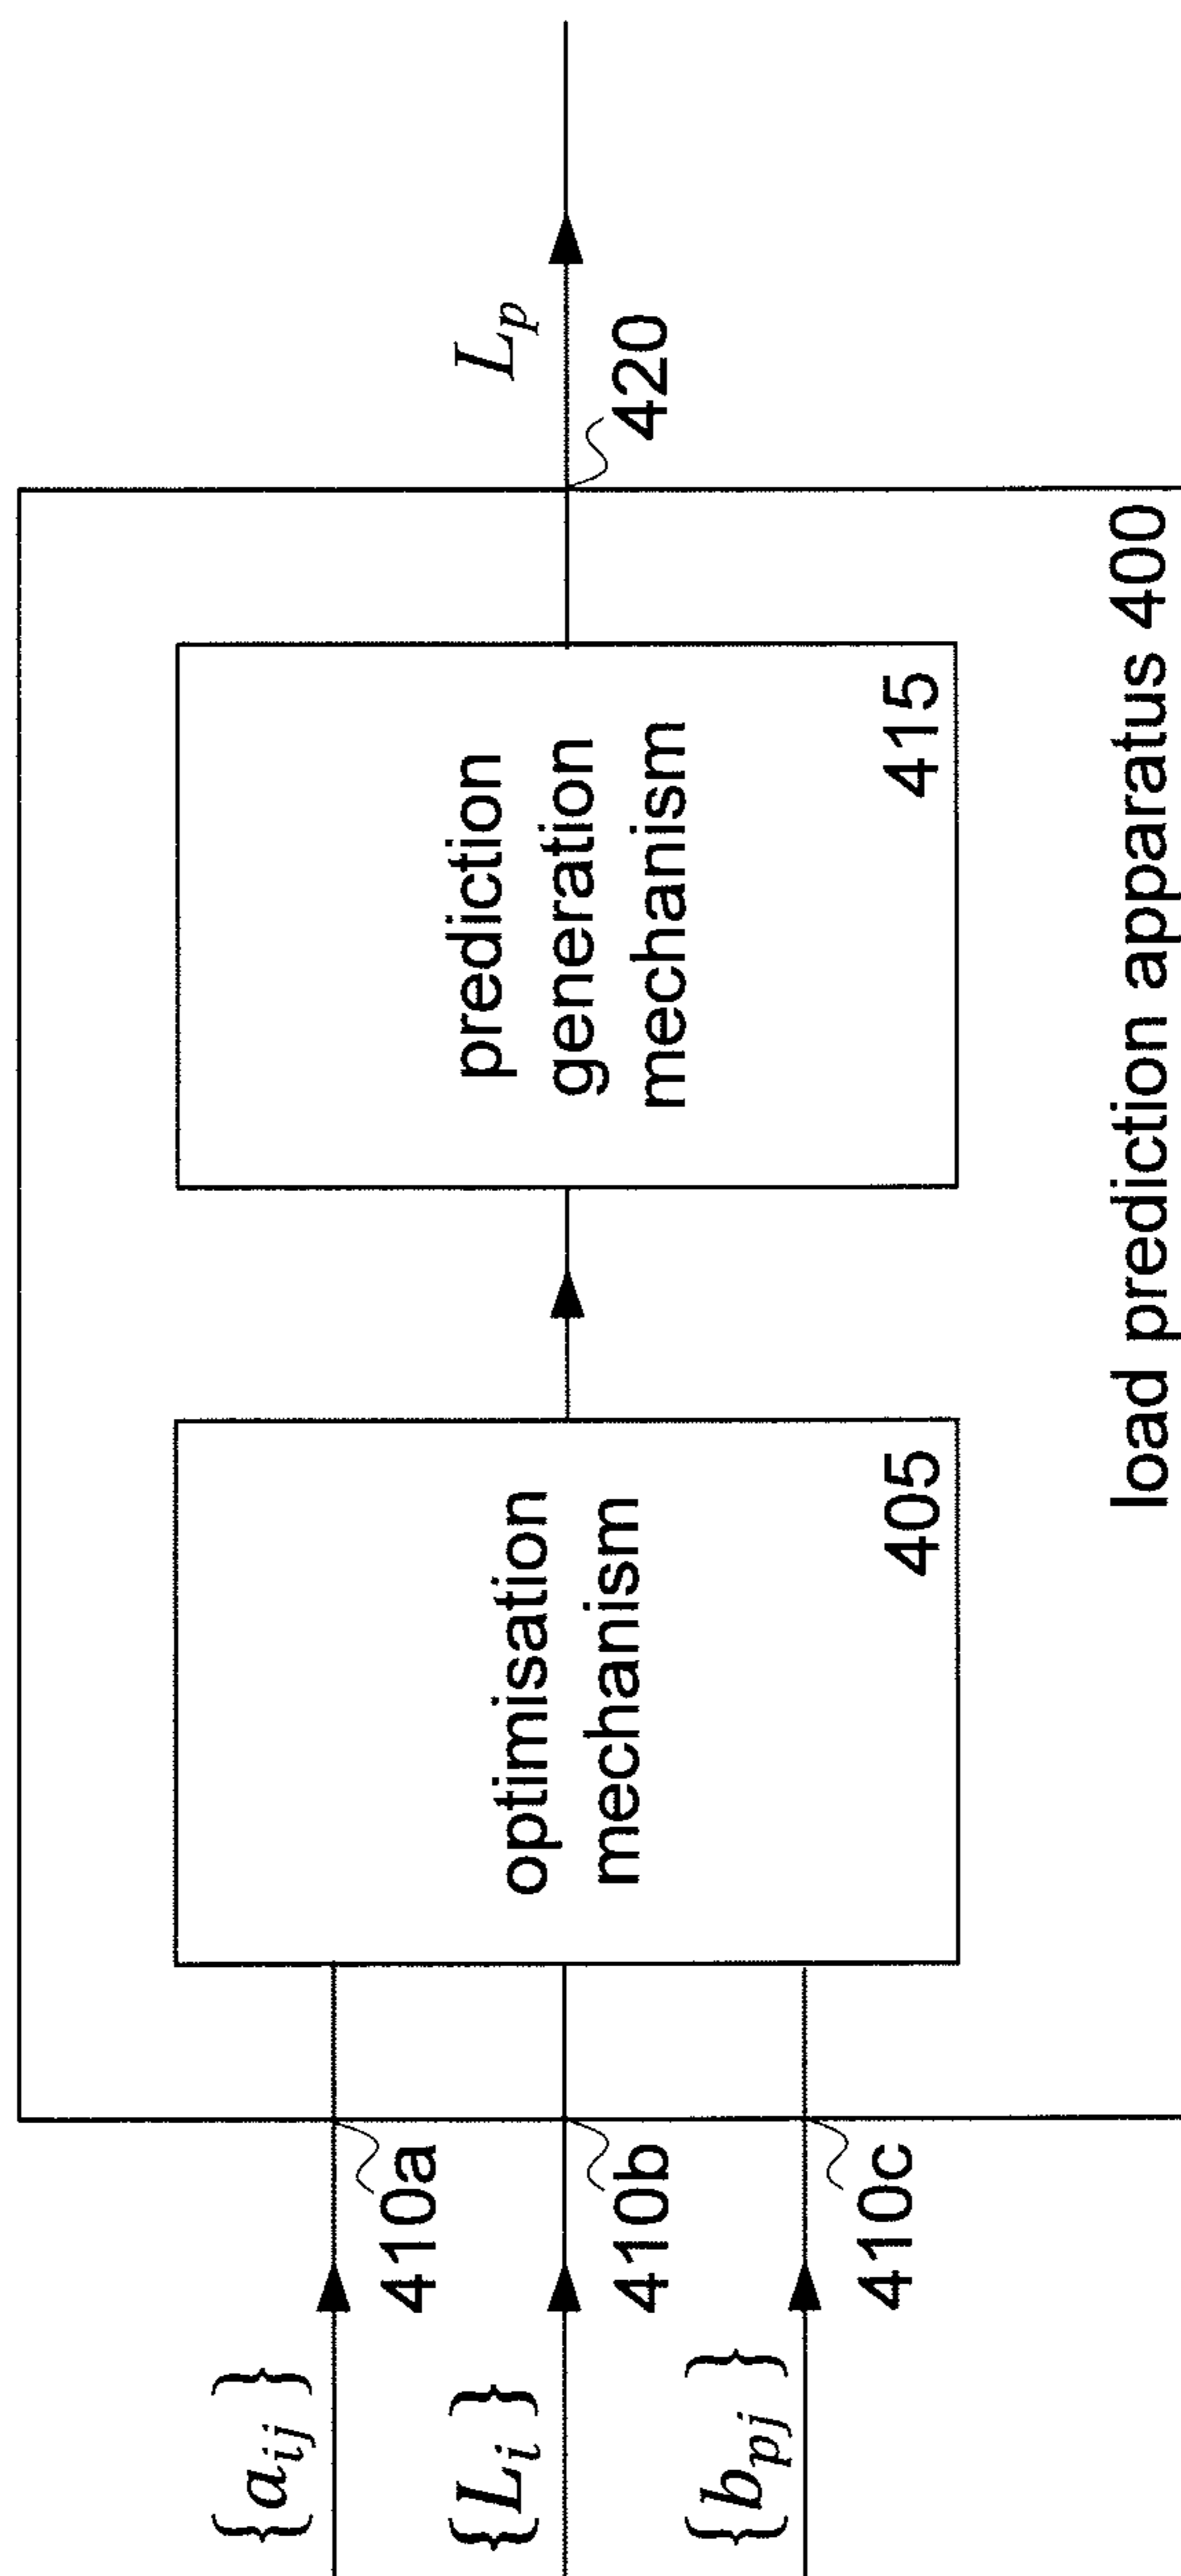 {a_ij}
410a
{L_i}
410b
{b_pj}
410c
optimisation
mechanism
405
prediction
generation
mechanism
415
L_p
420
load prediction apparatus 400